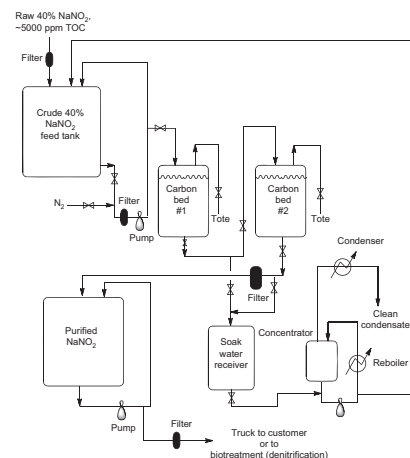 Raw 40% NaNO₂,
~5000 ppm TOC
Filter
Crude 40%
NaNO₂
feed tank
N₂
Filter
Pump
Carbon
bed
#1
Tote
Carbon
bed
#2
Tote
Condenser
Filter
Clean
condensate
Purified
NaNO₂
Soak
water
receiver
Concentrator
Reboiler
Pump
Filter
Truck to customer
or to
biotreatment (denitrification)